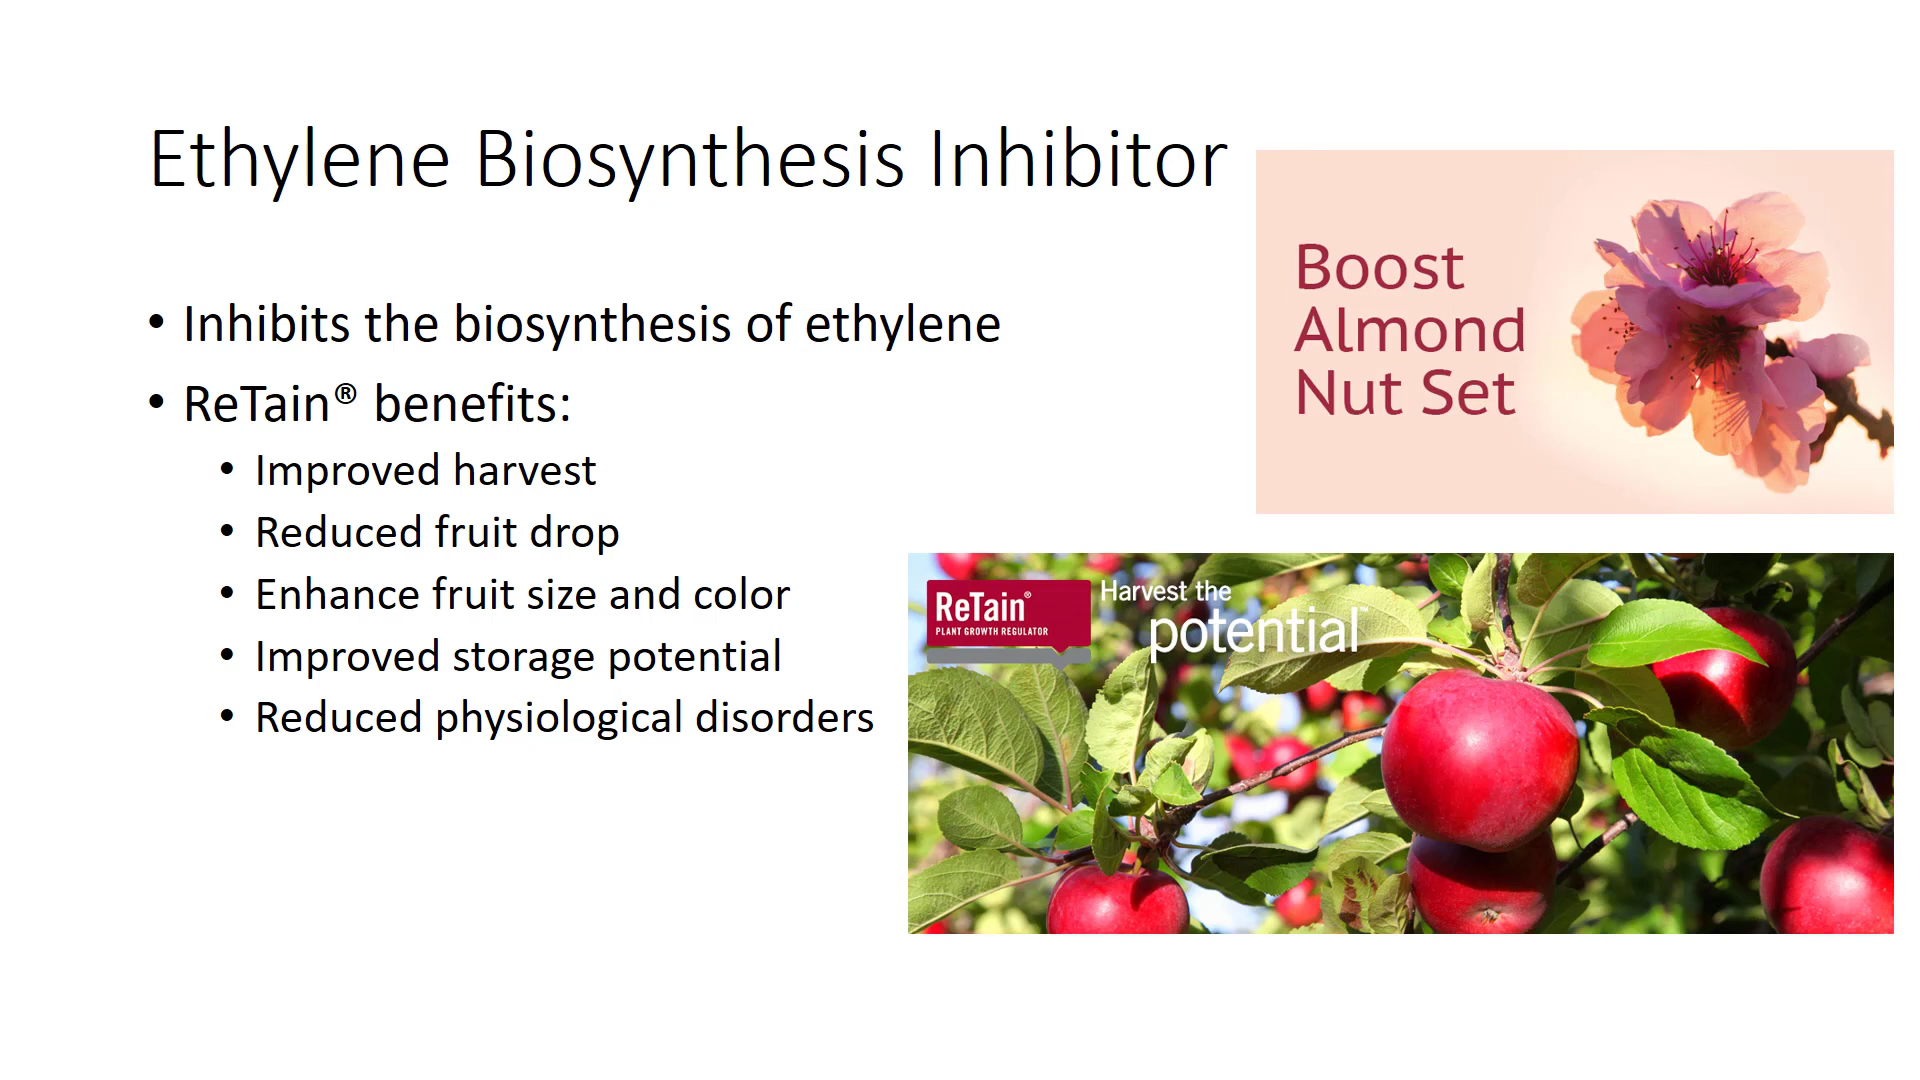 Ethylene Biosynthesis Inhibitor
• Inhibits the biosynthesis of ethylene
• ReTain® benefits:
• Improved harvest
• Reduced fruit drop
• Enhance fruit size and color
• Improved storage potential
• Reduced physiological disorders
Boost
Almond
Nut Set
ReTain®
PLANT GROWTH REGULATOR
Harvest the
potential™